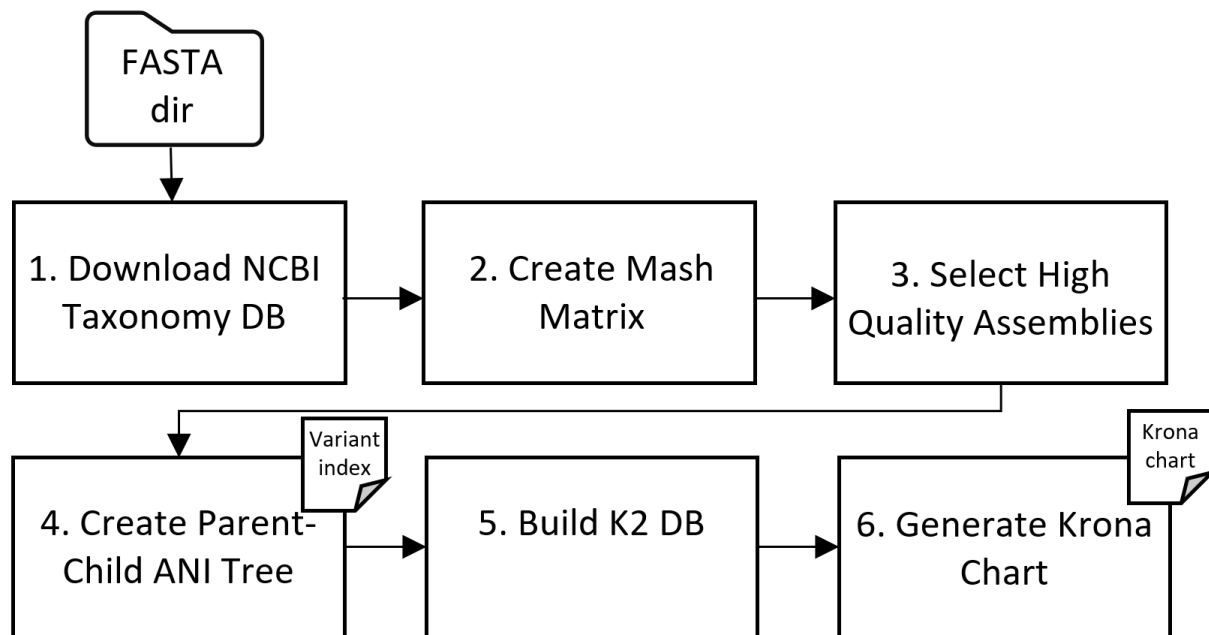 FASTA
dir
1. Download NCBI
Taxonomy DB
2. Create Mash
Matrix
3. Select High
Quality Assemblies
Variant
index
4. Create Parent-
Child ANI Tree
5. Build K2 DB
Krona
chart
6. Generate Krona
Chart